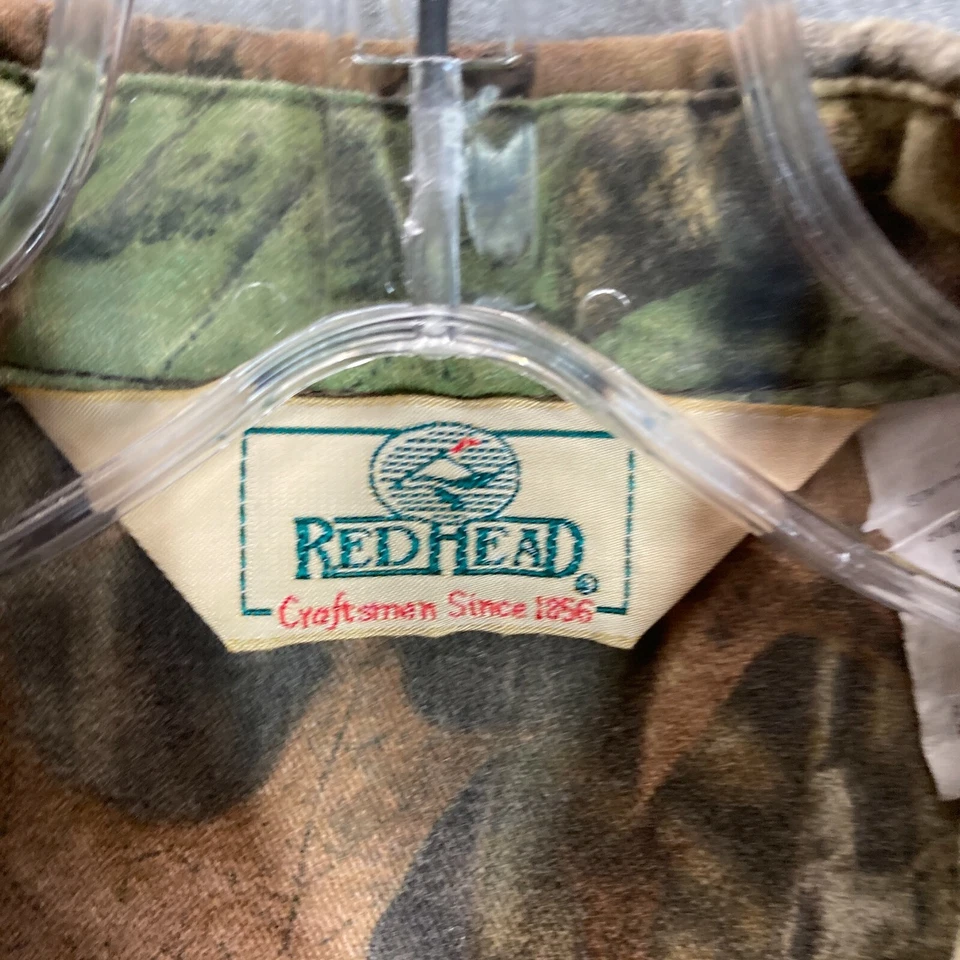 REDHEAD®
Craftsmen Since 1856